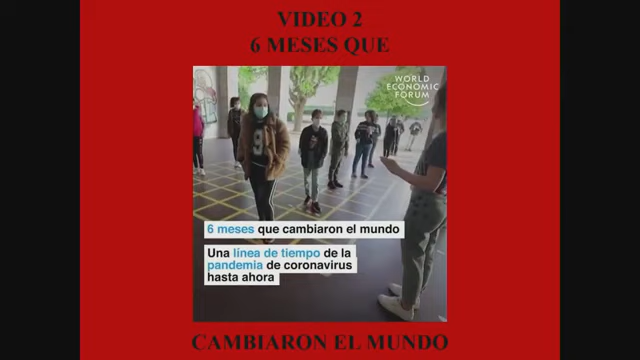 VIDEO 2
6 MESES QUE
WORLD
ECONOMIC
FORUM
6 meses que cambiaron el mundo
Una línea de tiempo de la
pandemia de coronavirus
hasta ahora
CAMBIARON EL MUNDO